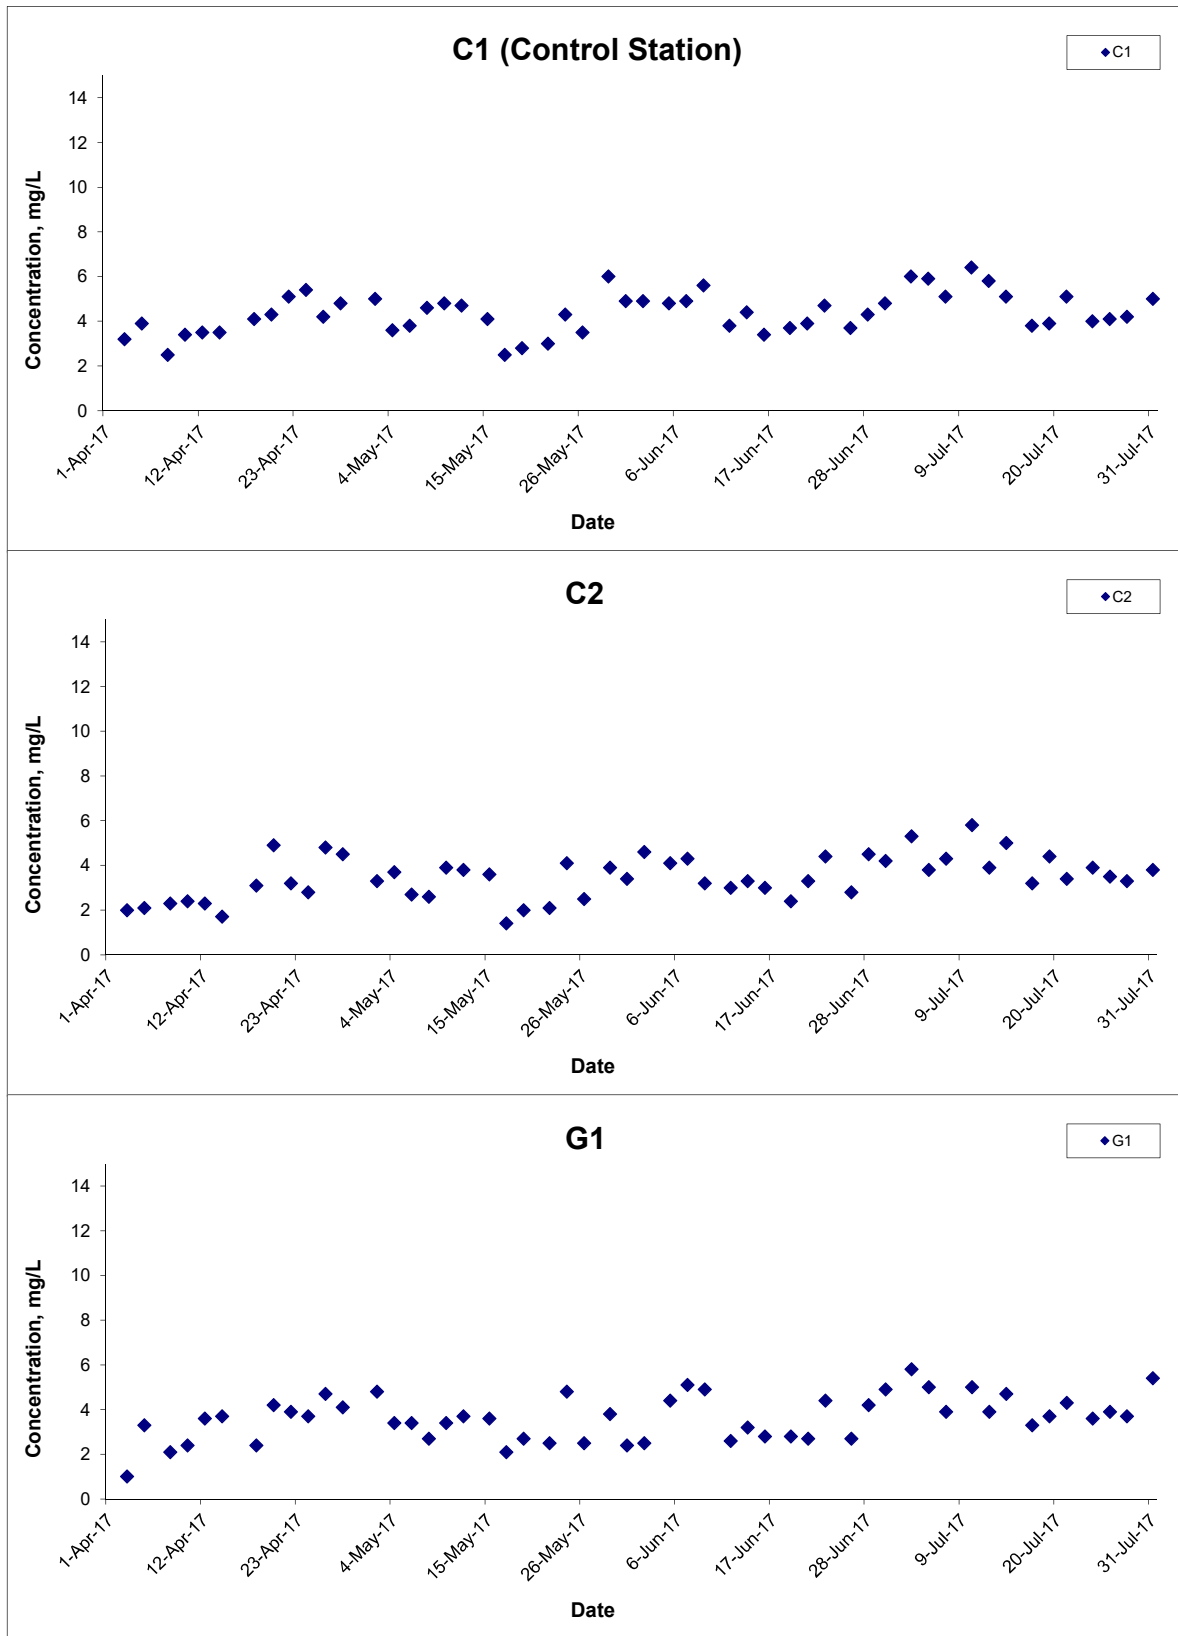 C1 (Control Station)
C1
14
12
10
8
6
4
2
0
Concentration, mg/L
1-Apr-17
12-Apr-17
23-Apr-17
4-May-17
15-May-17
26-May-17
6-Jun-17
17-Jun-17
28-Jun-17
9-Jul-17
20-Jul-17
31-Jul-17
Date
C2
C2
14
12
10
8
6
4
2
0
Concentration, mg/L
1-Apr-17
12-Apr-17
23-Apr-17
4-May-17
15-May-17
26-May-17
6-Jun-17
17-Jun-17
28-Jun-17
9-Jul-17
20-Jul-17
31-Jul-17
Date
G1
G1
14
12
10
8
6
4
2
0
Concentration, mg/L
1-Apr-17
12-Apr-17
23-Apr-17
4-May-17
15-May-17
26-May-17
6-Jun-17
17-Jun-17
28-Jun-17
9-Jul-17
20-Jul-17
31-Jul-17
Date